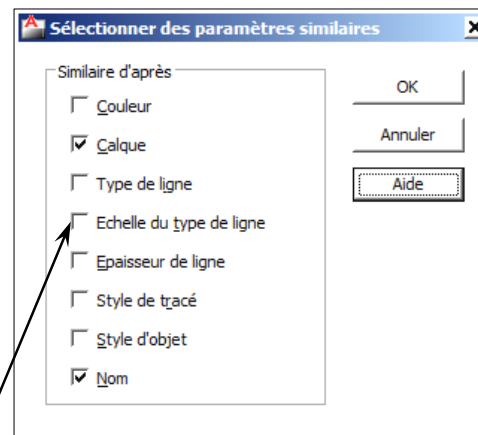 Sélectionner des paramètres similaires
Similaire d'après
Couleur
Calque
Type de ligne
Echelle du type de ligne
Epaisseur de ligne
Style de tracé
Style d'objet
Nom
OK
Annuler
Aide